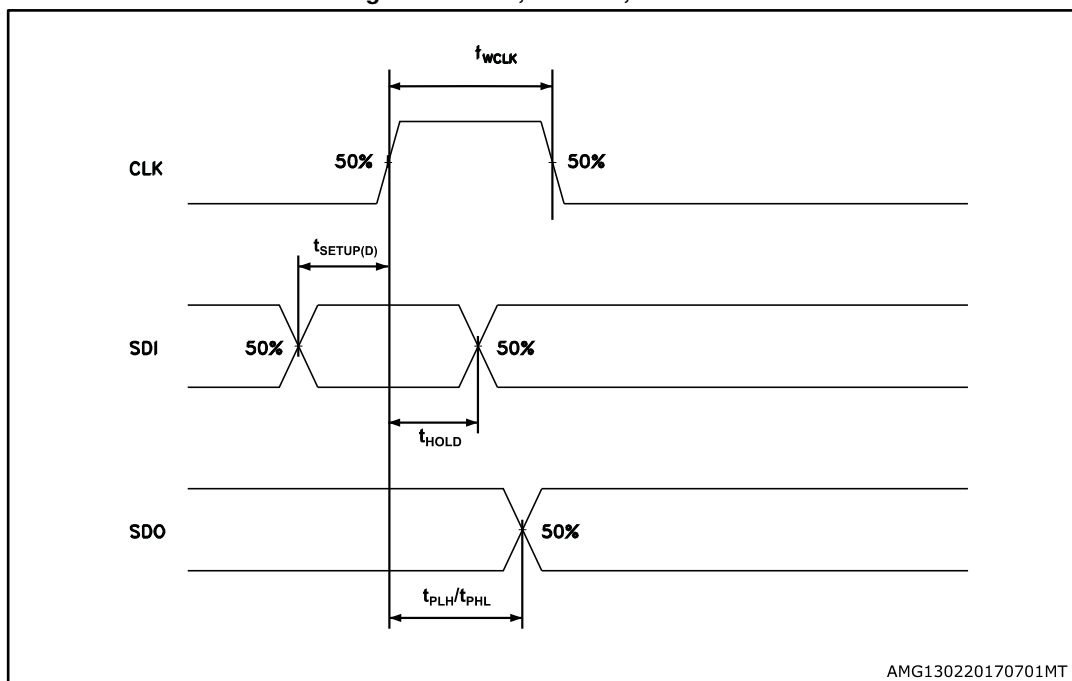 tWCLK
50%
50%
CLK
tSETUP(D)
SDI
50%
50%
tHOLD
SDO
50%
tPLH/tPHL
AMG130220170701MT